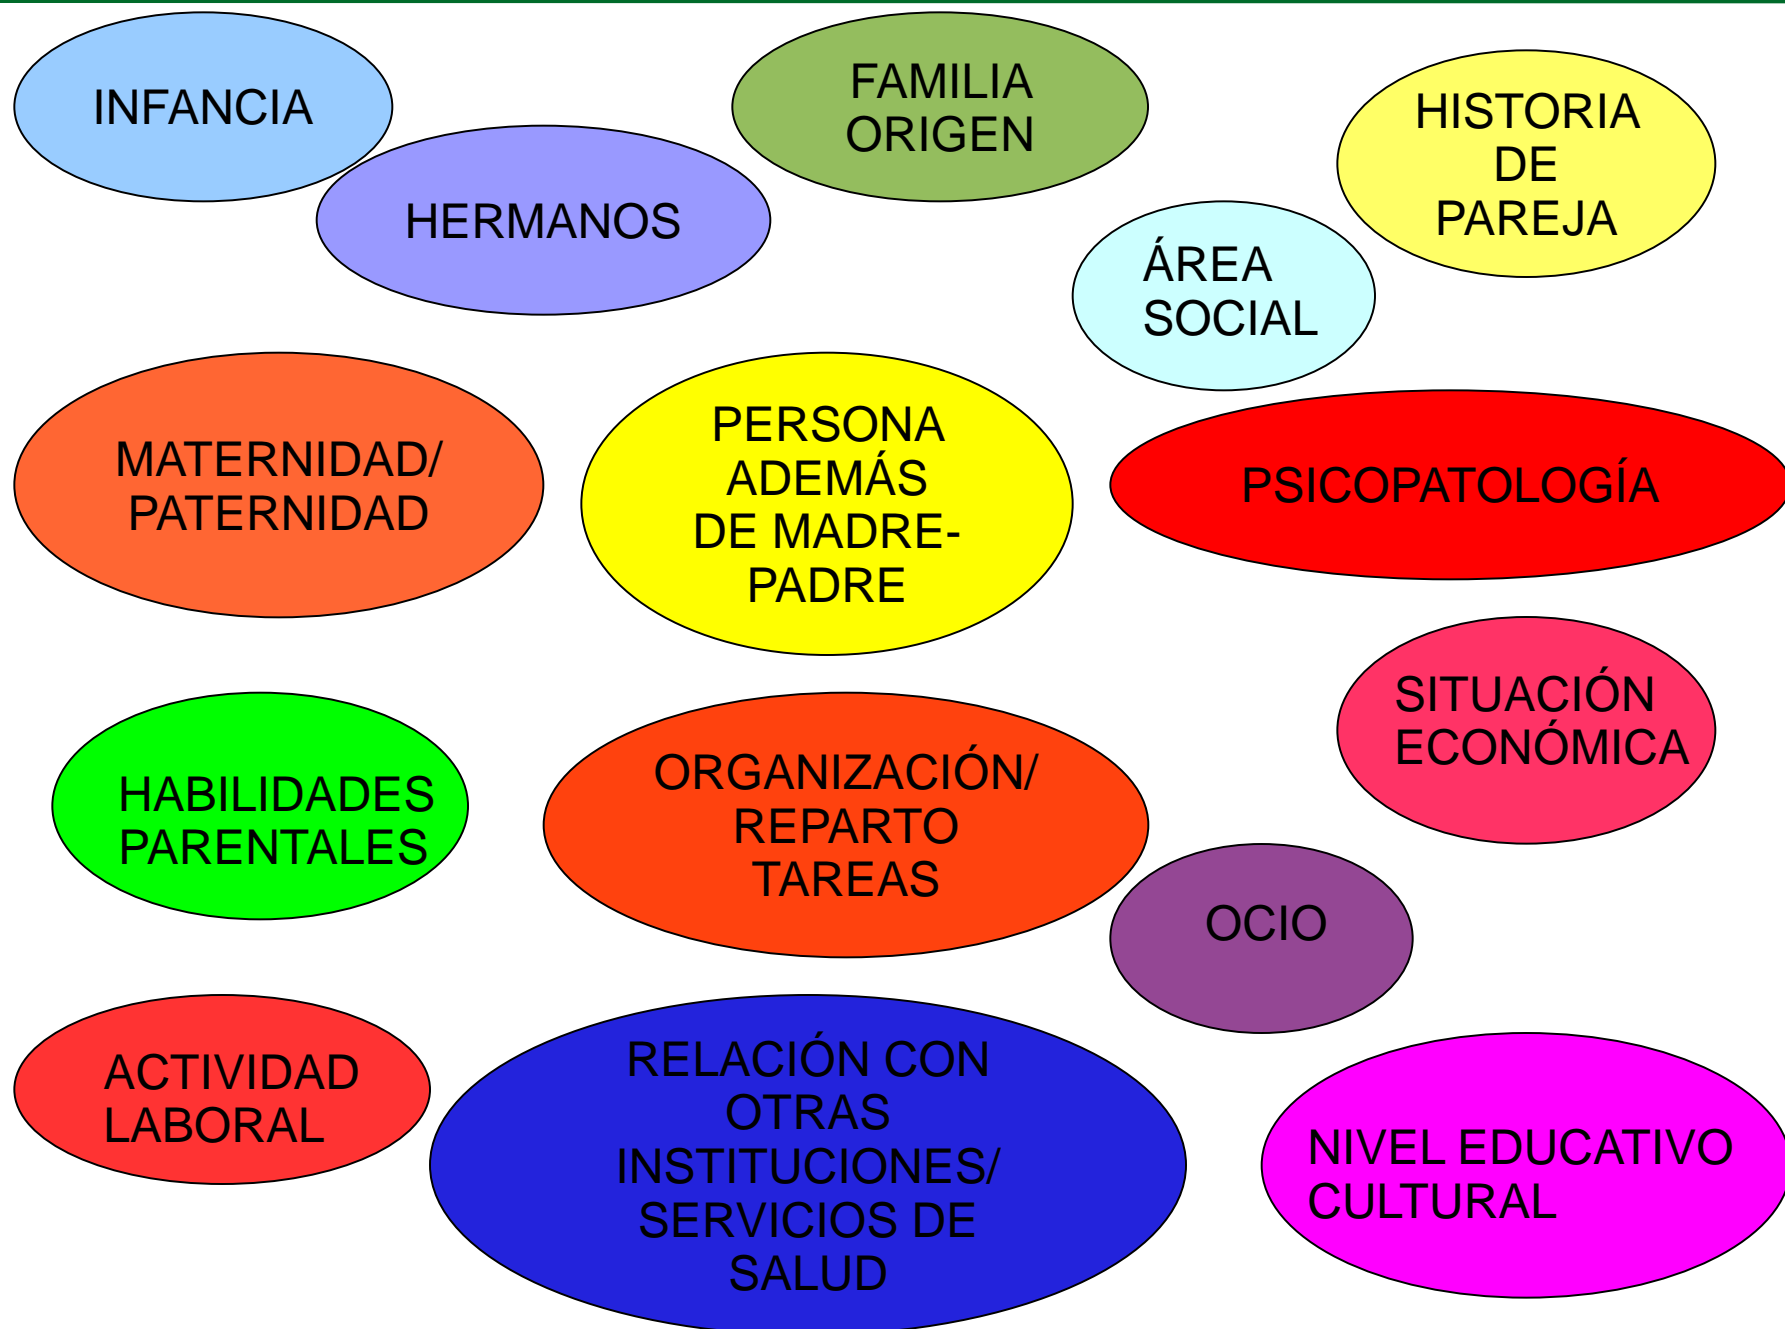 INFANCIA
HERMANOS
FAMILIA
ORIGEN
HISTORIA
DE
PAREJA
ÁREA
SOCIAL
MATERNIDAD/
PATERNIDAD
PERSONA
ADEMÁS
DE MADRE-
PADRE
PSICOPATOLOGÍA
HABILIDADES
PARENTALES
ORGANIZACIÓN/
REPARTO
TAREAS
SITUACIÓN
ECONÓMICA
OCIO
ACTIVIDAD
LABORAL
RELACIÓN CON
OTRAS
INSTITUCIONES/
SERVICIOS DE
SALUD
NIVEL EDUCATIVO
CULTURAL